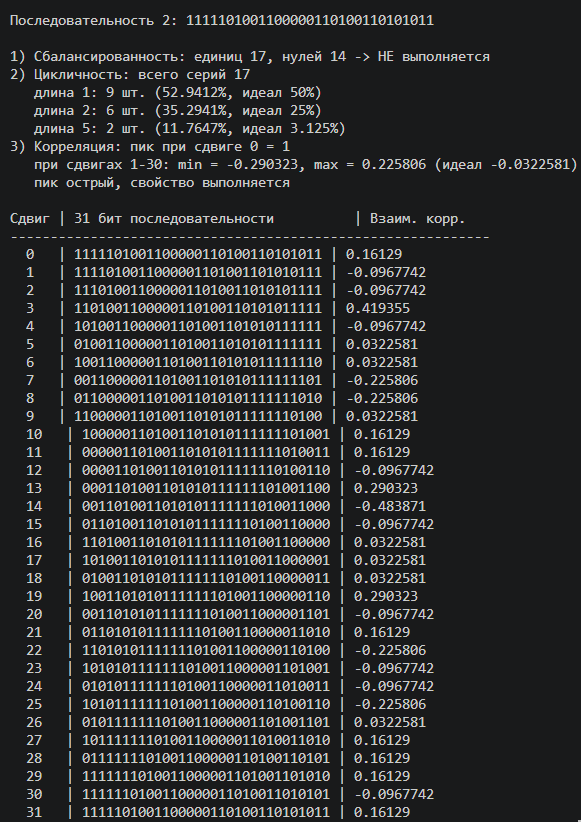 Последовательность 2: 1111101001100000110100110101011
1) Сбалансированность: единиц 17, нулей 14 -> НЕ выполняется
2) Цикличность: всего серий 17
длина 1: 9 шт. (52.9412%, идеал 50%)
длина 2: 6 шт. (35.2941%, идеал 25%)
длина 5: 2 шт. (11.7647%, идеал 3.125%)
3) Корреляция: пик при сдвиге 0 = 1
при сдвигах 1-30: min = -0.290323, max = 0.225806 (идеал -0.0322581)
пик острый, свойство выполняется
Сдвиг | 31 бит последовательности | Взаим. корр.
------------------------------------------------------------
0 | 1111101001100000110100110101011 | 0.16129
1 | 1111010011000001101001101010111 | -0.0967742
2 | 1110100110000011010011010101111 | -0.0967742
3 | 1101001100000110100110101011111 | 0.419355
4 | 1010011000001101001101010111111 | -0.0967742
5 | 0100110000011010011010101111111 | 0.0322581
6 | 1001100000110100110101011111110 | 0.0322581
7 | 0011000001101001101010111111101 | -0.225806
8 | 0110000011010011010101111111010 | -0.225806
9 | 1100000110100110101011111110100 | 0.0322581
10 | 1000001101001101010111111101001 | 0.16129
11 | 0000011010011010101111111010011 | 0.16129
12 | 0000110100110101011111110100110 | -0.0967742
13 | 0001101001101010111111101001100 | 0.290323
14 | 0011010011010101111111010011000 | -0.483871
15 | 0110100110101011111110100110000 | -0.0967742
16 | 1101001101010111111101001100000 | 0.0322581
17 | 1010011010101111111010011000001 | 0.0322581
18 | 0100110101011111110100110000011 | 0.0322581
19 | 1001101010111111101001100000110 | 0.290323
20 | 0011010101111111010011000001101 | -0.0967742
21 | 0110101011111110100110000011010 | 0.16129
22 | 1101010111111101001100000110100 | -0.225806
23 | 1010101111111010011000001101001 | -0.0967742
24 | 0101011111110100110000011010011 | -0.0967742
25 | 1010111111101001100000110100110 | -0.225806
26 | 0101111111010011000001101001101 | 0.0322581
27 | 1011111110100110000011010011010 | 0.16129
28 | 0111111101001100000110100110101 | 0.16129
29 | 1111111010011000001101001101010 | 0.16129
30 | 1111110100110000011010011010101 | -0.0967742
31 | 1111101001100000110100110101011 | 0.16129